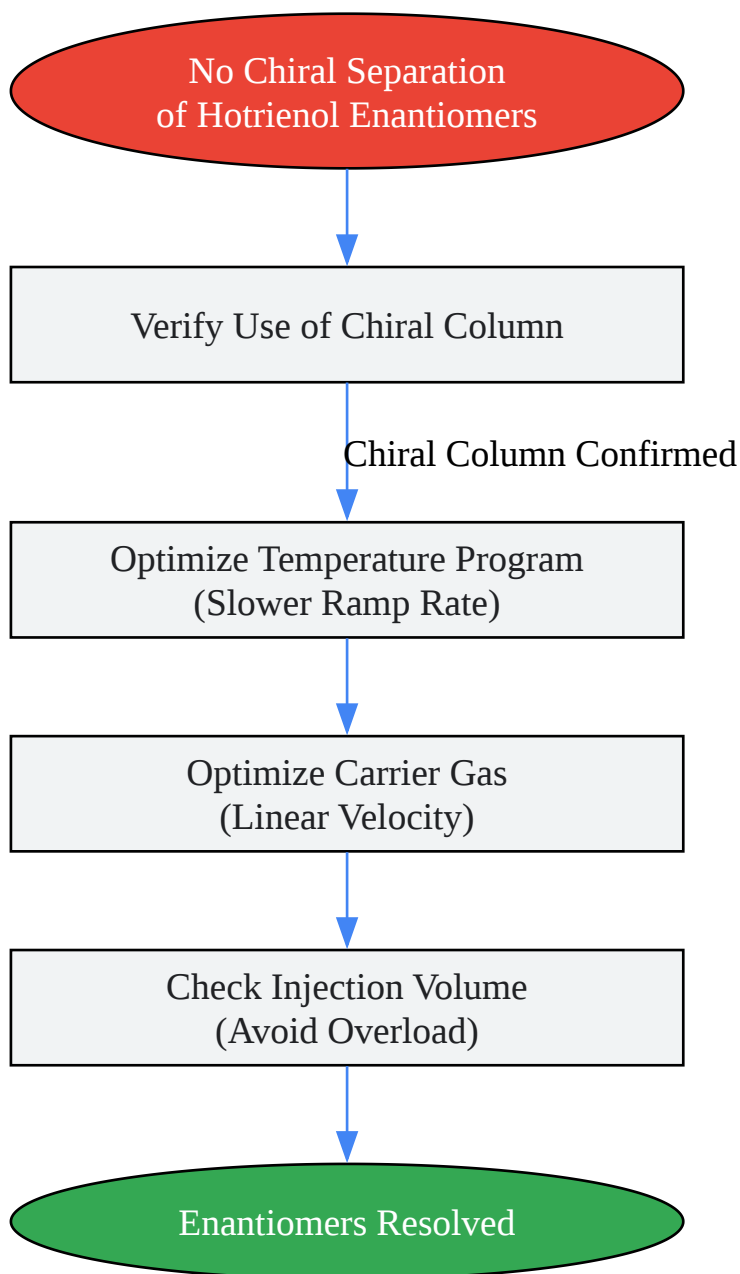 No Chiral Separation
of Hotrienol Enantiomers
Verify Use of Chiral Column
Chiral Column Confirmed
Optimize Temperature Program
(Slower Ramp Rate)
Optimize Carrier Gas
(Linear Velocity)
Check Injection Volume
(Avoid Overload)
Enantiomers Resolved